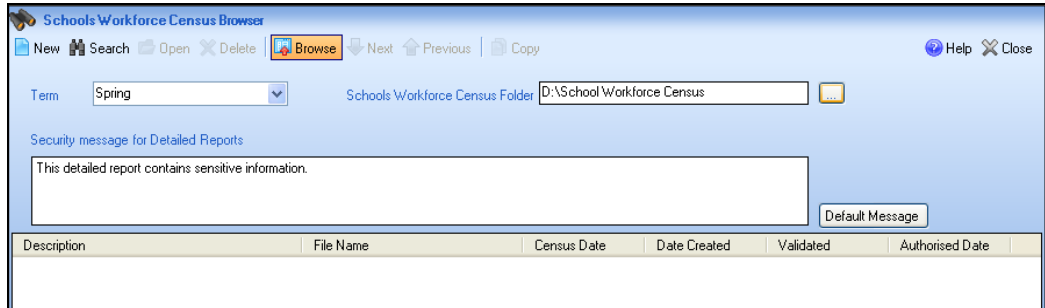 Schools Workforce Census Browser
New Search Open Delete Browse Next Previous Copy Help Close
Term Spring Schools Workforce Census Folder D:\School Workforce Census ...
Security message for Detailed Reports
This detailed report contains sensitive information.
Default Message
Description File Name Census Date Date Created Validated Authorised Date